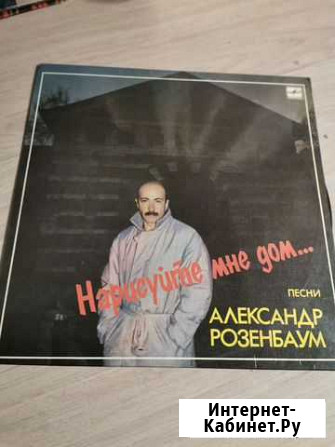 Нарисуйте мне дом...
ПЕСНИ
АЛЕКСАНДР
РОЗЕНБАУМ
Интернет-
Кабинет.Ру